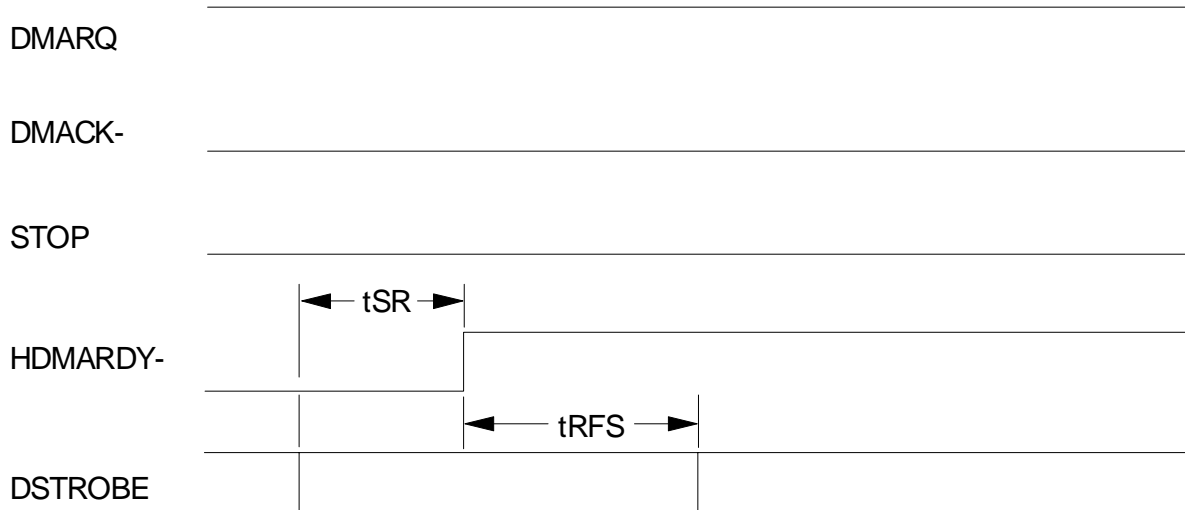 DMARQ
DMACK-
STOP
tSR
HDMARDY-
tRFS
DSTROBE